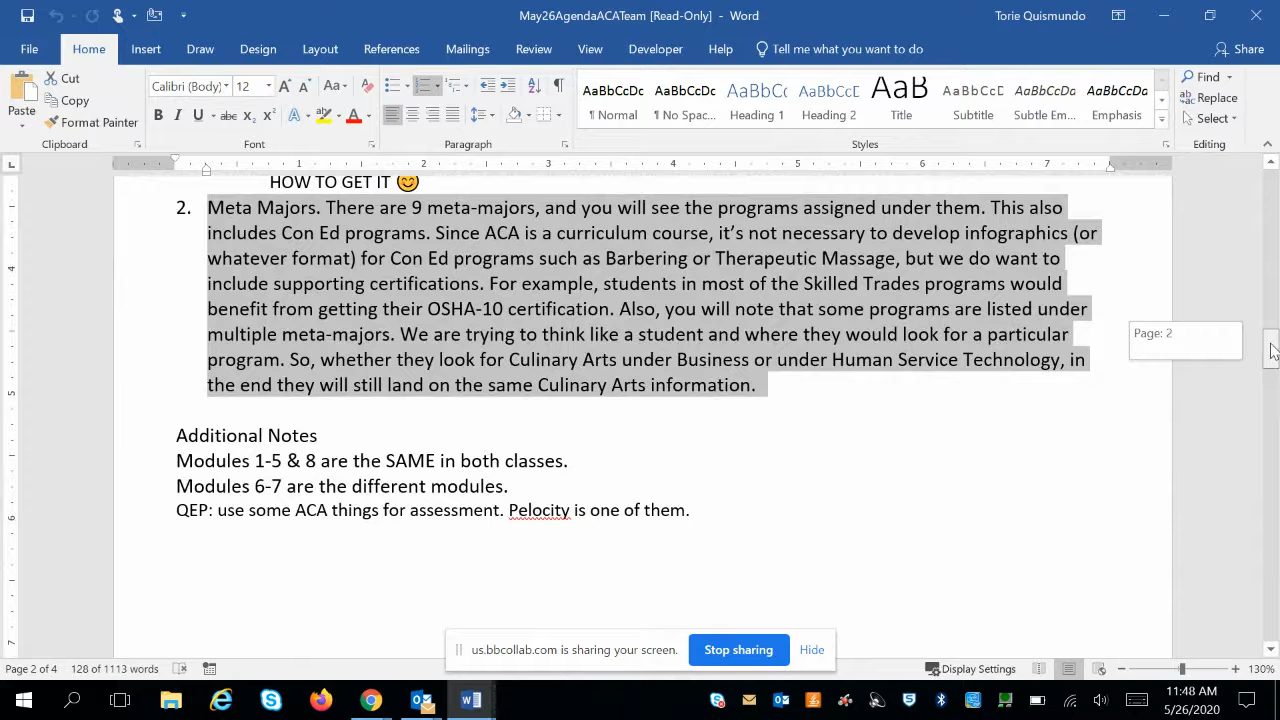 May26AgendaACATeam [Read-Only] - Word
Torie Quismundo
File Home Insert Draw Design Layout References Mailings Review View Developer Help Tell me what you want to do Share
Paste
Cut
Copy
Format Painter
Clipboard
Calibri (Body) 12
Font
Paragraph
AaBbCcDc AaBbCcDc AaBbCc AaBbCcD AaB AaBbCcD AaBbCcDc AaBbCcDc
¶ Normal ¶ No Spac... Heading 1 Heading 2 Title Subtitle Subtle Em... Emphasis
Styles
Find
Replace
Select
Editing
HOW TO GET IT 😊
2. Meta Majors. There are 9 meta-majors, and you will see the programs assigned under them. This also
includes Con Ed programs. Since ACA is a curriculum course, it’s not necessary to develop infographics (or
whatever format) for Con Ed programs such as Barbering or Therapeutic Massage, but we do want to
include supporting certifications. For example, students in most of the Skilled Trades programs would
benefit from getting their OSHA-10 certification. Also, you will note that some programs are listed under
multiple meta-majors. We are trying to think like a student and where they would look for a particular
program. So, whether they look for Culinary Arts under Business or under Human Service Technology, in
the end they will still land on the same Culinary Arts information.
Page: 2
Additional Notes
Modules 1-5 & 8 are the SAME in both classes.
Modules 6-7 are the different modules.
QEP: use some ACA things for assessment. Pelocity is one of them.
us.bbcollab.com is sharing your screen. Stop sharing Hide
Page 2 of 4 128 of 1113 words Display Settings 130%
11:48 AM
5/26/2020